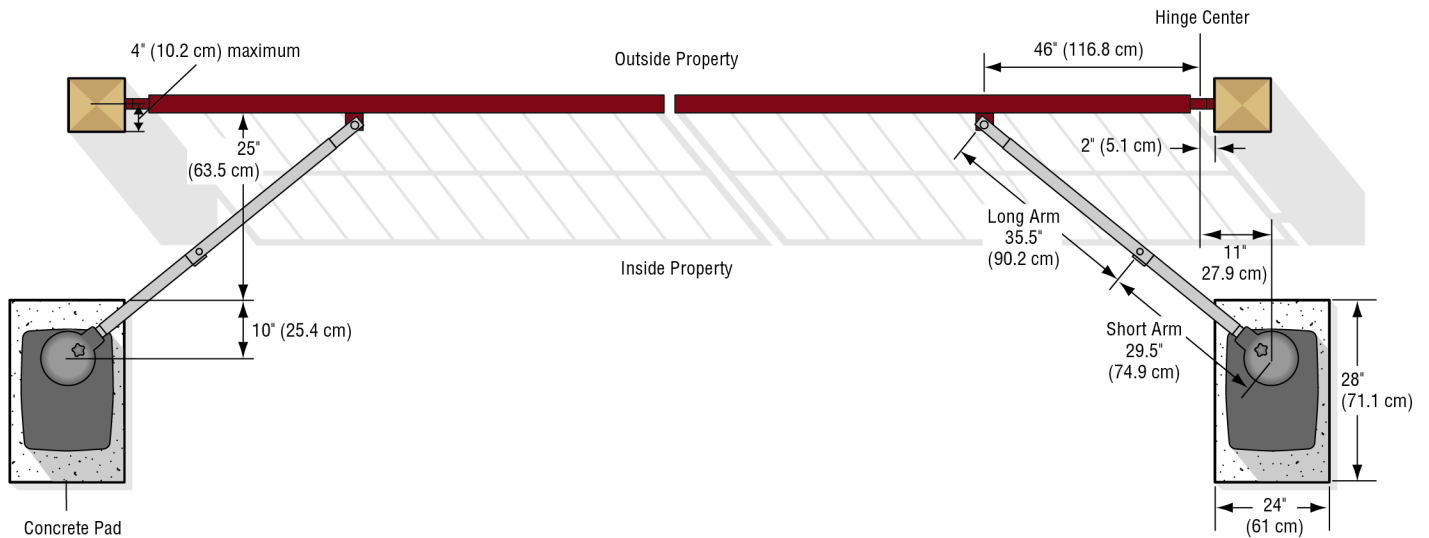 Hinge Center
4" (10.2 cm) maximum
Outside Property
46" (116.8 cm)
25"
(63.5 cm)
2" (5.1 cm)
Long Arm
35.5"
(90.2 cm)
11"
27.9 cm)
Inside Property
10" (25.4 cm)
Short Arm
29.5"
(74.9 cm)
28"
(71.1 cm)
24"
(61 cm)
Concrete Pad